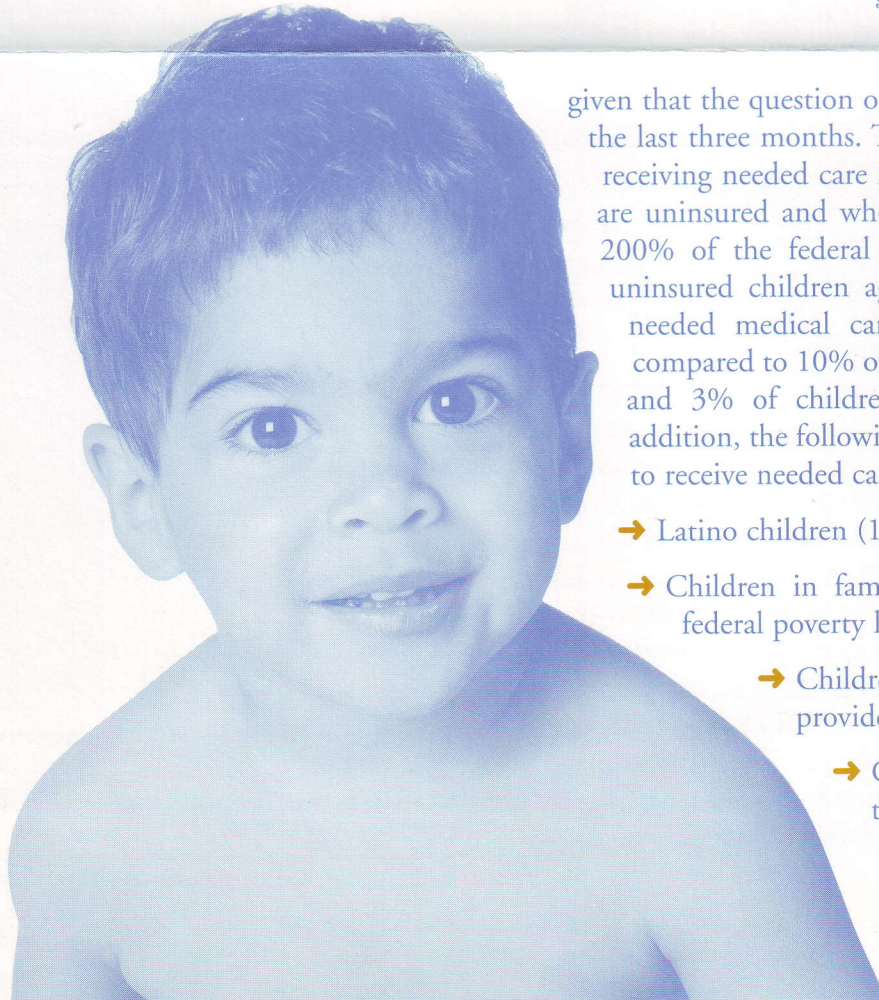 given that the question o
the last three months. T
receiving needed care
are uninsured and wh
200% of the federal
uninsured children a
needed medical ca
compared to 10% o
and 3% of childre
addition, the followi
to receive needed ca
➜ Latino children (1
➜ Children in fam
federal poverty l
➜ Childr
provid
➜ C
t